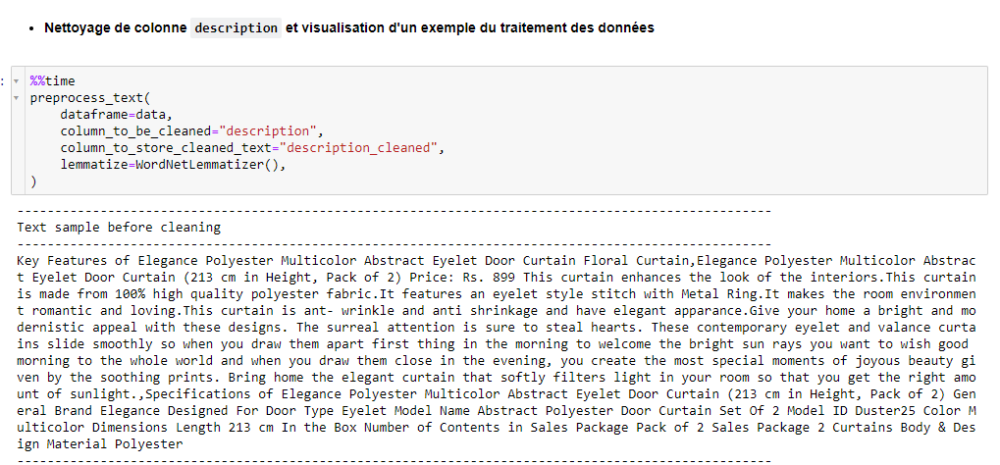 • Nettoyage de colonne description et visualisation d'un exemple du traitement des données
: %%time
preprocess_text(
    dataframe=data,
    column_to_be_cleaned="description",
    column_to_store_cleaned_text="description_cleaned",
    lemmatize=WordNetLemmatizer(),
)
----------------------------------------------------------------------------------------------------
Text sample before cleaning
----------------------------------------------------------------------------------------------------
Key Features of Elegance Polyester Multicolor Abstract Eyelet Door Curtain Floral Curtain,Elegance Polyester Multicolor Abstrac
t Eyelet Door Curtain (213 cm in Height, Pack of 2) Price: Rs. 899 This curtain enhances the look of the interiors.This curtain
is made from 100% high quality polyester fabric.It features an eyelet style stitch with Metal Ring.It makes the room environmen
t romantic and loving.This curtain is ant- wrinkle and anti shrinkage and have elegant apparance.Give your home a bright and mo
dernistic appeal with these designs. The surreal attention is sure to steal hearts. These contemporary eyelet and valance curta
ins slide smoothly so when you draw them apart first thing in the morning to welcome the bright sun rays you want to wish good
morning to the whole world and when you draw them close in the evening, you create the most special moments of joyous beauty gi
ven by the soothing prints. Bring home the elegant curtain that softly filters light in your room so that you get the right amo
unt of sunlight.,Specifications of Elegance Polyester Multicolor Abstract Eyelet Door Curtain (213 cm in Height, Pack of 2) Gen
eral Brand Elegance Designed For Door Type Eyelet Model Name Abstract Polyester Door Curtain Set Of 2 Model ID Duster25 Color M
ulticolor Dimensions Length 213 cm In the Box Number of Contents in Sales Package Pack of 2 Sales Package 2 Curtains Body & Des
ign Material Polyester
----------------------------------------------------------------------------------------------------